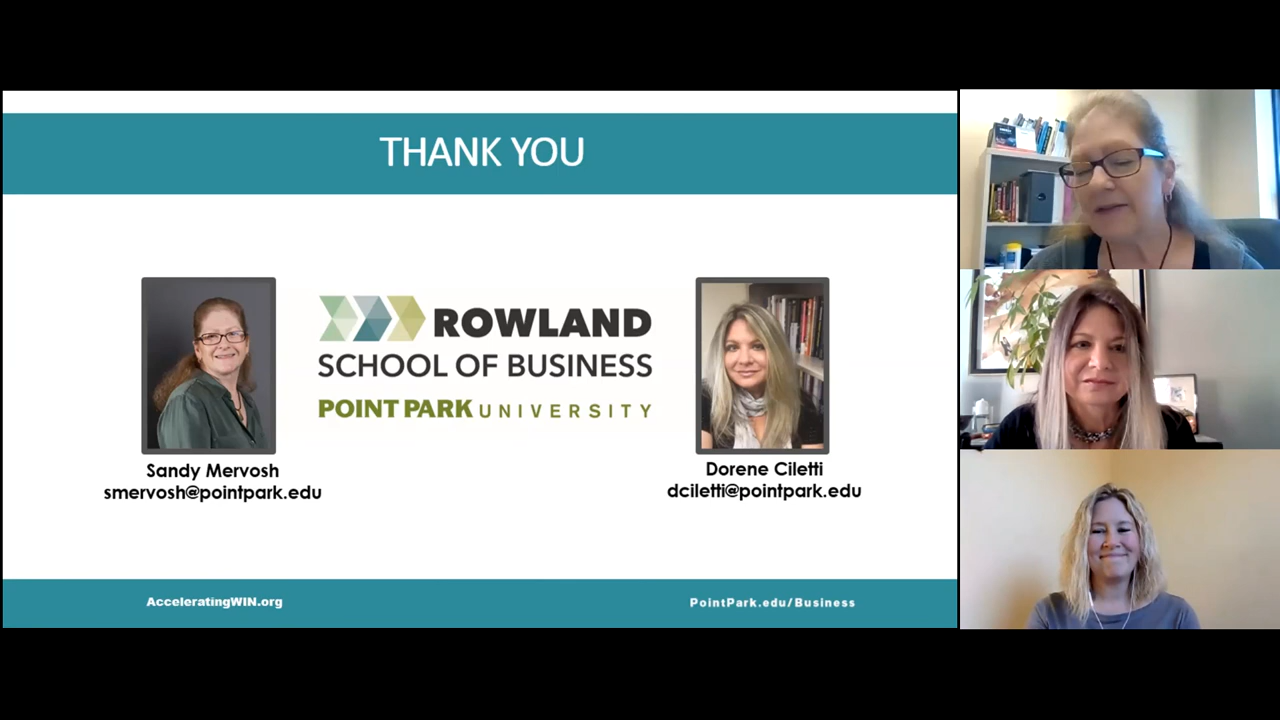 THANK YOU
ROWLAND
SCHOOL OF BUSINESS
POINT PARK UNIVERSITY
Sandy Mervosh
smervosh@pointpark.edu
Dorene Ciletti
dciletti@pointpark.edu
AcceleratingWIN.org
PointPark.edu/Business